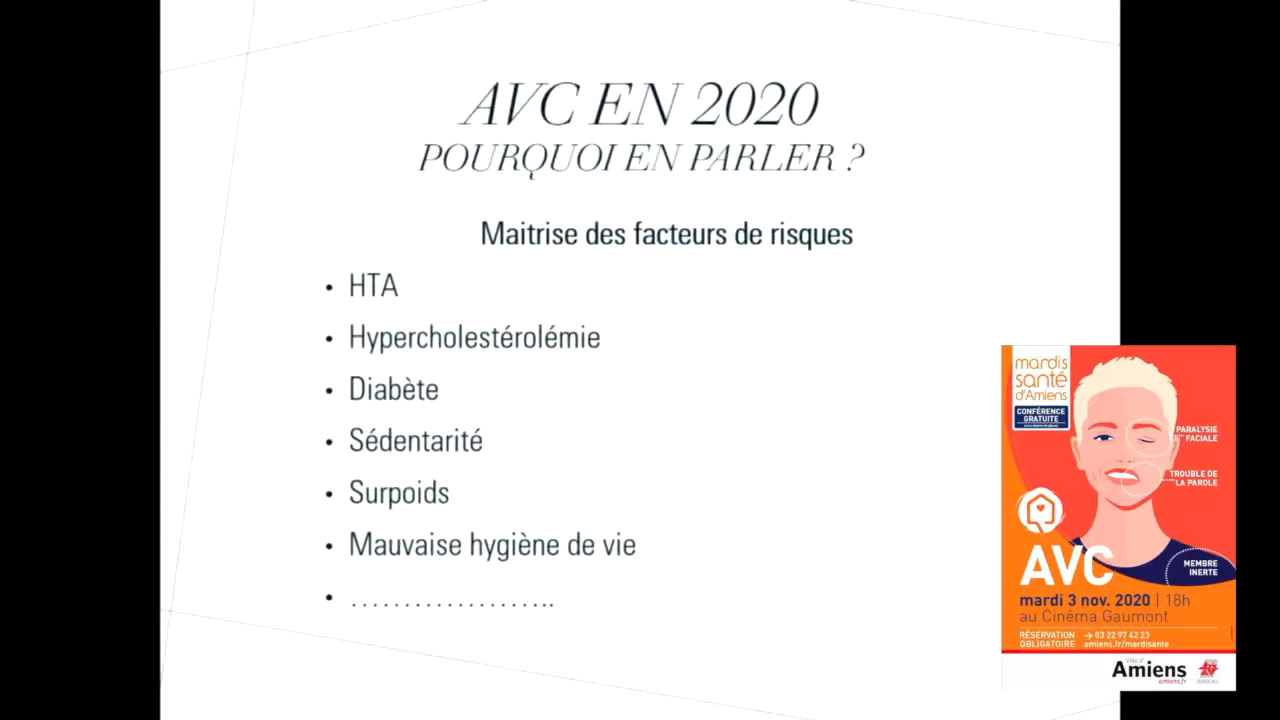 AVC EN 2020
POURQUOI EN PARLER ?
Maitrise des facteurs de risques
• HTA
• Hypercholestérolémie
• Diabète
• Sédentarité
• Surpoids
• Mauvaise hygiène de vie
• .....................
mardis
santé
d'Amiens
CONFÉRENCE
GRATUITE
PARALYSIE
FACIALE
TROUBLE DE
LA PAROLE
AVC
MEMBRE
INERTE
mardi 3 nov. 2020 | 18h
au Cinéma Gaumont
RÉSERVATION → 03 22 97 42 23
OBLIGATOIRE amiens.fr/mardisante
Ville d'
Amiens
amiens.fr
AMIENS